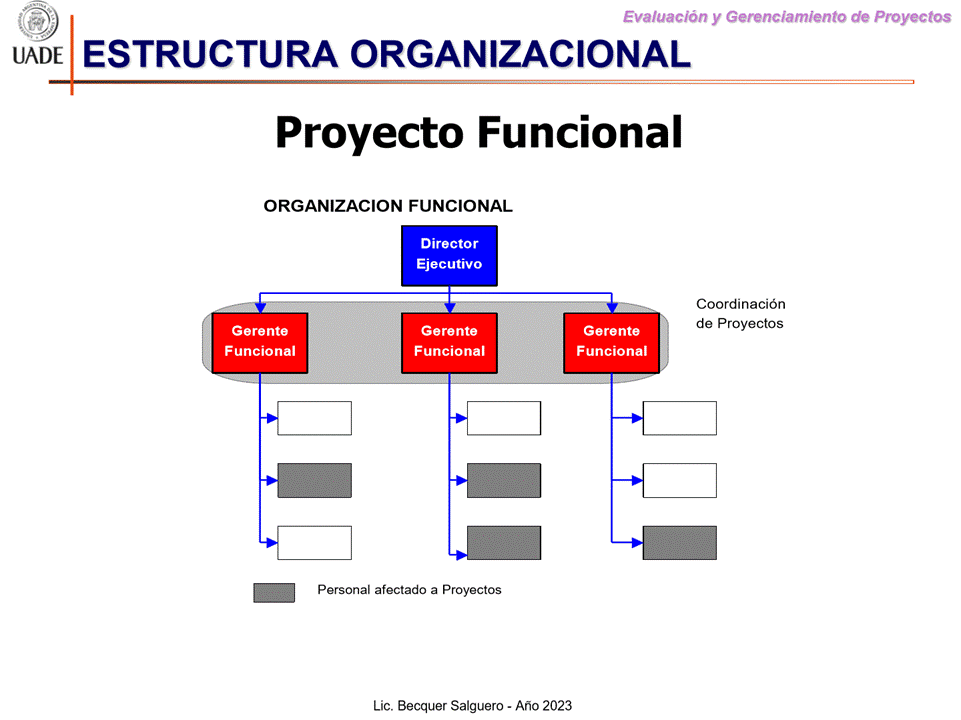 Evaluación y Gerenciamiento de Proyectos
UADE
ESTRUCTURA ORGANIZACIONAL
Proyecto Funcional
ORGANIZACION FUNCIONAL
Director
Ejecutivo
Coordinación
de Proyectos
Gerente
Funcional
Gerente
Funcional
Gerente
Funcional
Personal afectado a Proyectos
Lic. Becquer Salguero - Año 2023